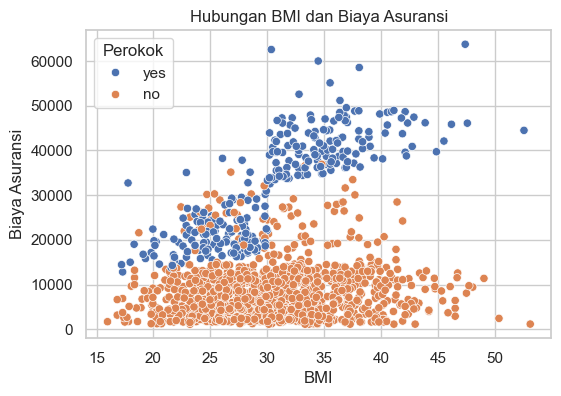 Hubungan BMI dan Biaya Asuransi
Perokok
yes
no
60000
50000
40000
30000
20000
10000
0
Biaya Asuransi
15 20 25 30 35 40 45 50
BMI